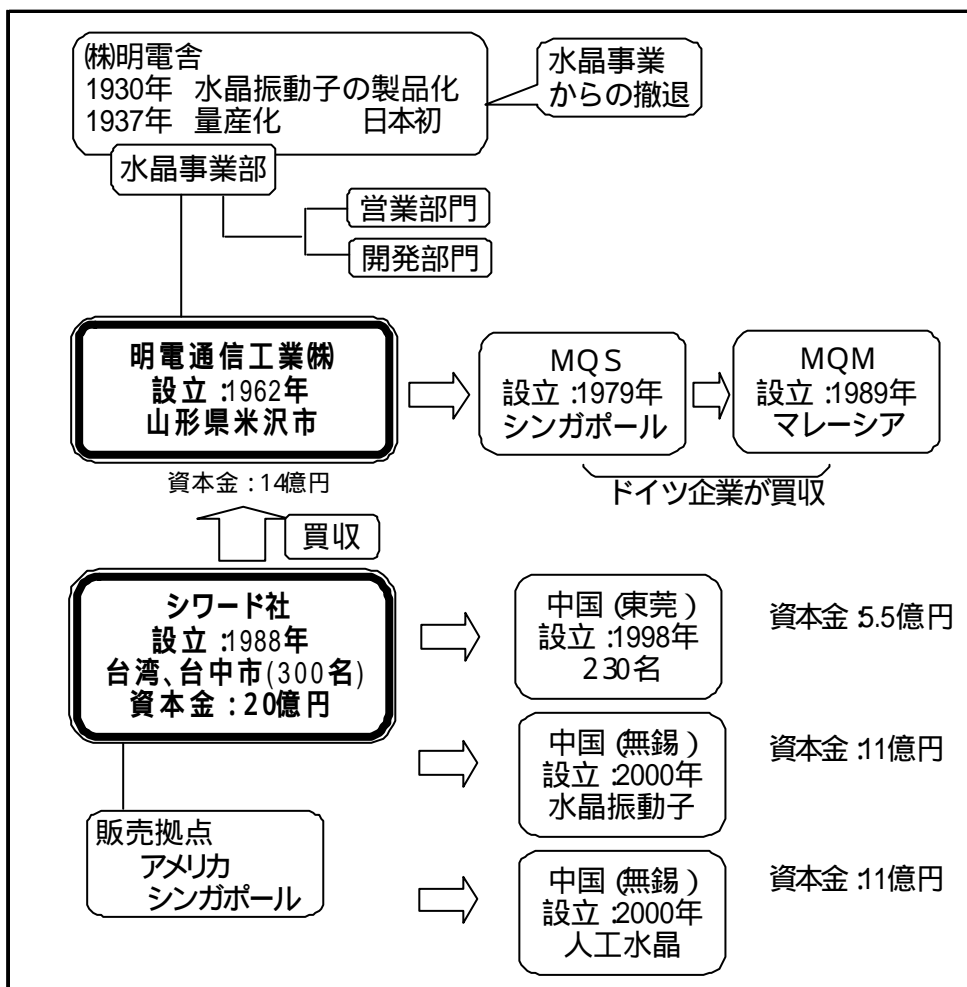 ㈱明電舎
1930年 水晶振動子の製品化
1937年 量産化 日本初
水晶事業
からの撤退
水晶事業部
営業部門
開発部門
明電通信工業㈱
設立:1962年
山形県米沢市
資本金:14億円
MQS
設立:1979年
シンガポール
MQM
設立:1989年
マレーシア
ドイツ企業が買収
買収
シワード社
設立:1988年
台湾、台中市(300名)
資本金:20億円
中国(東莞)
設立:1998年
230名
資本金:5.5億円
中国(無錫)
設立:2000年
水晶振動子
資本金:11億円
販売拠点
アメリカ
シンガポール
中国(無錫)
設立:2000年
人工水晶
資本金:11億円